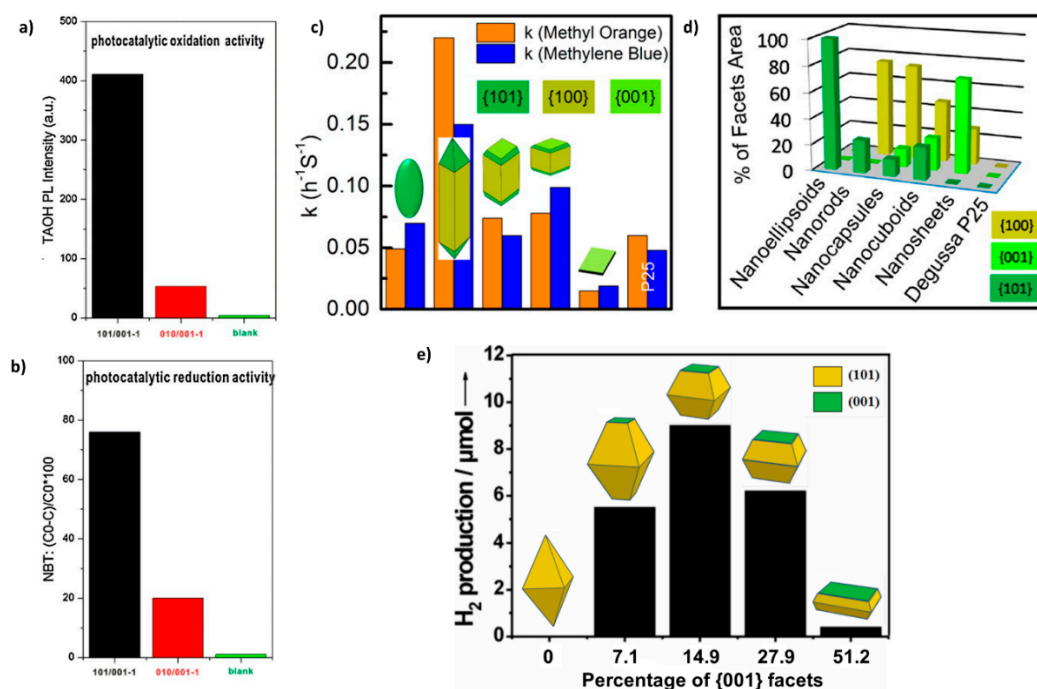 a)
500
400
300
200
100
0
TAOH PL Intensity (a.u.)
photocatalytic oxidation activity
101/001-1
010/001-1
blank
b)
100
80
60
40
20
0
NBT: (C0-C)/C0*100
photocatalytic reduction activity
101/001-1
010/001-1
blank
c)
0.20
0.15
0.10
0.05
0.00
k (h⁻¹S⁻¹)
k (Methyl Orange)
k (Methylene Blue)
{101}
{100}
{001}
P25
d)
100
80
60
40
20
0
% of Facets Area
Nanoellipsoids
Nanorods
Nanocapsules
Nanocuboids
Nanosheets
Degussa P25
{100}
{001}
{101}
e)
12
10
8
6
4
2
0
H₂ production / µmol →
(101)
(001)
0
7.1
14.9
27.9
51.2
Percentage of {001} facets